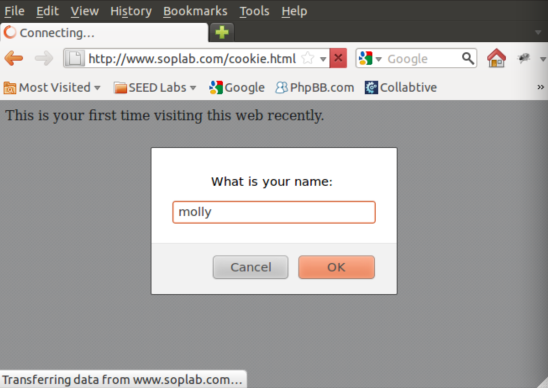 File Edit View History Bookmarks Tools Help
Connecting...
http://www.soplab.com/cookie.html Google
Most Visited SEED Labs Google PhpBB.com Collabtive »
This is your first time visiting this web recently.
What is your name:
molly
Cancel OK
Transferring data from www.soplab.com...